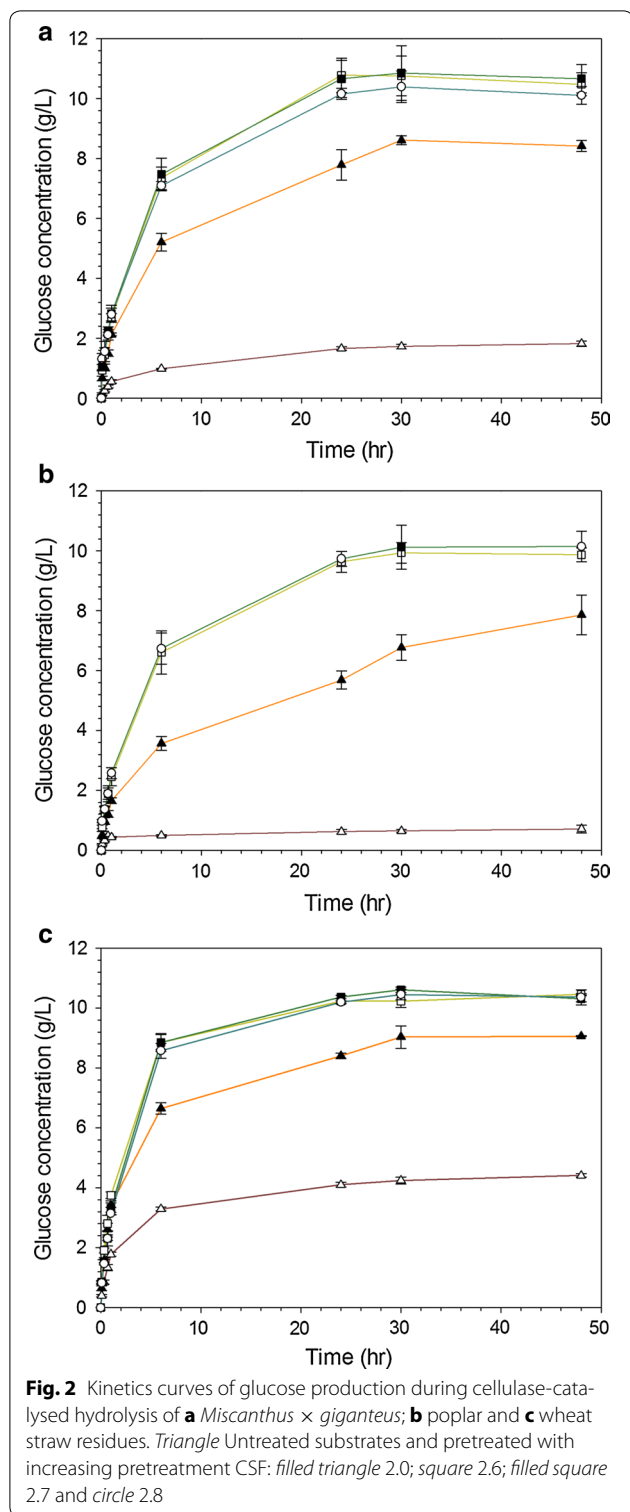 a
12
10
8
6
4
2
0
Glucose concentration (g/L)
0 10 20 30 40 50
Time (hr)
b
12
10
8
6
4
2
0
Glucose concentration (g/L)
0 10 20 30 40 50
Time (hr)
c
12
10
8
6
4
2
0
Glucose concentration (g/L)
0 10 20 30 40 50
Time (hr)
Fig. 2 Kinetics curves of glucose production during cellulase-cata-
lysed hydrolysis of a Miscanthus × giganteus; b poplar and c wheat
straw residues. Triangle Untreated substrates and pretreated with
increasing pretreatment CSF: filled triangle 2.0; square 2.6; filled square
2.7 and circle 2.8